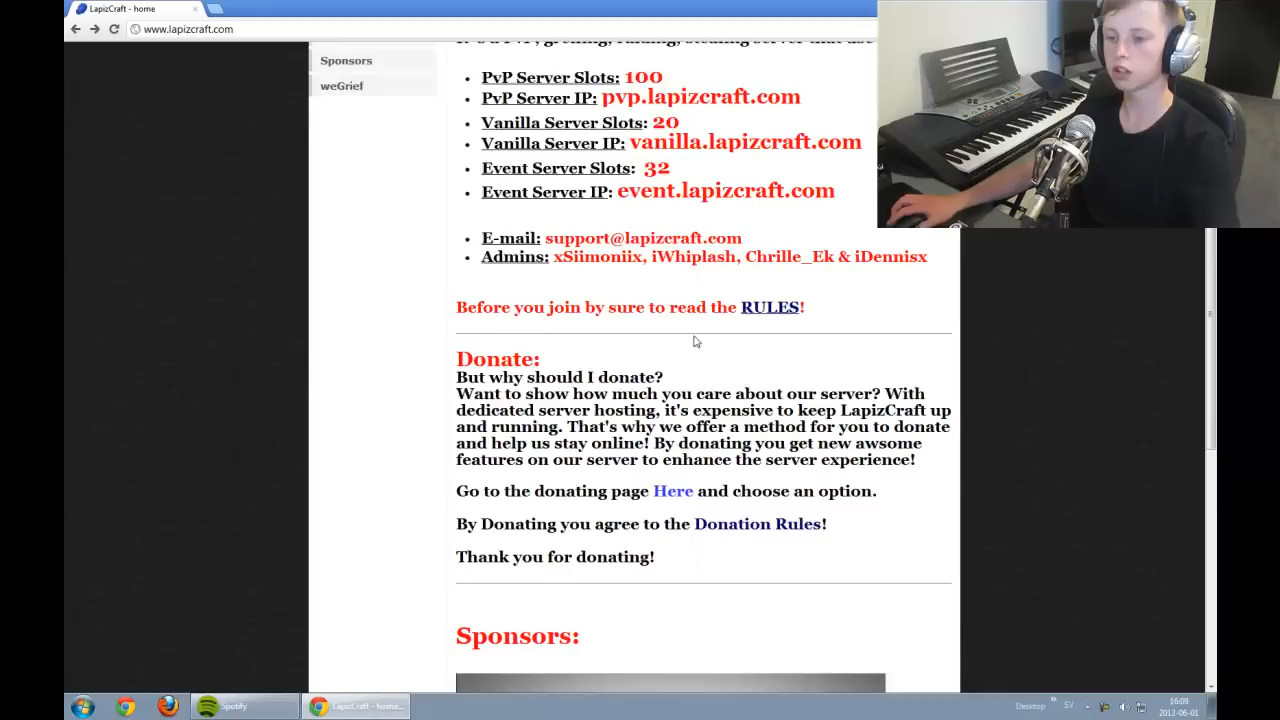 LapizCraft - home
www.lapizcraft.com
Sponsors
weGrief
PvP Server Slots: 100
PvP Server IP: pvp.lapizcraft.com
Vanilla Server Slots: 20
Vanilla Server IP: vanilla.lapizcraft.com
Event Server Slots: 32
Event Server IP: event.lapizcraft.com
E-mail: support@lapizcraft.com
Admins: xSiimoniix, iWhiplash, Chrille_Ek & iDennisx
Before you join by sure to read the RULES!
Donate:
But why should I donate?
Want to show how much you care about our server? With
dedicated server hosting, it's expensive to keep LapizCraft up
and running. That's why we offer a method for you to donate
and help us stay online! By donating you get new awsome
features on our server to enhance the server experience!
Go to the donating page Here and choose an option.
By Donating you agree to the Donation Rules!
Thank you for donating!
Sponsors:
Spotify
LapizCraft - home...
Desktop
SV
16:09
2012-06-01